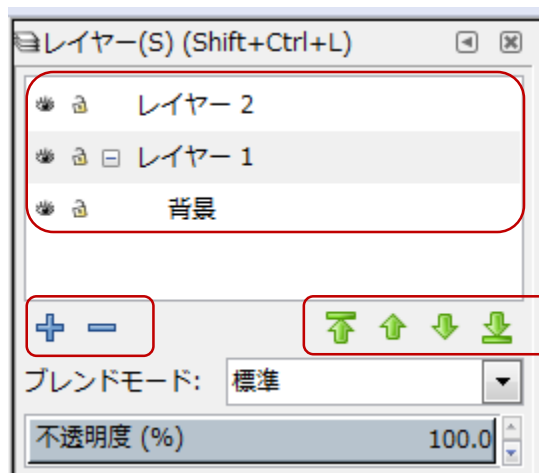 レイヤー(S) (Shift+Ctrl+L)
レイヤー 2
レイヤー 1
背景
ブレンドモード: 標準
不透明度 (%) 100.0